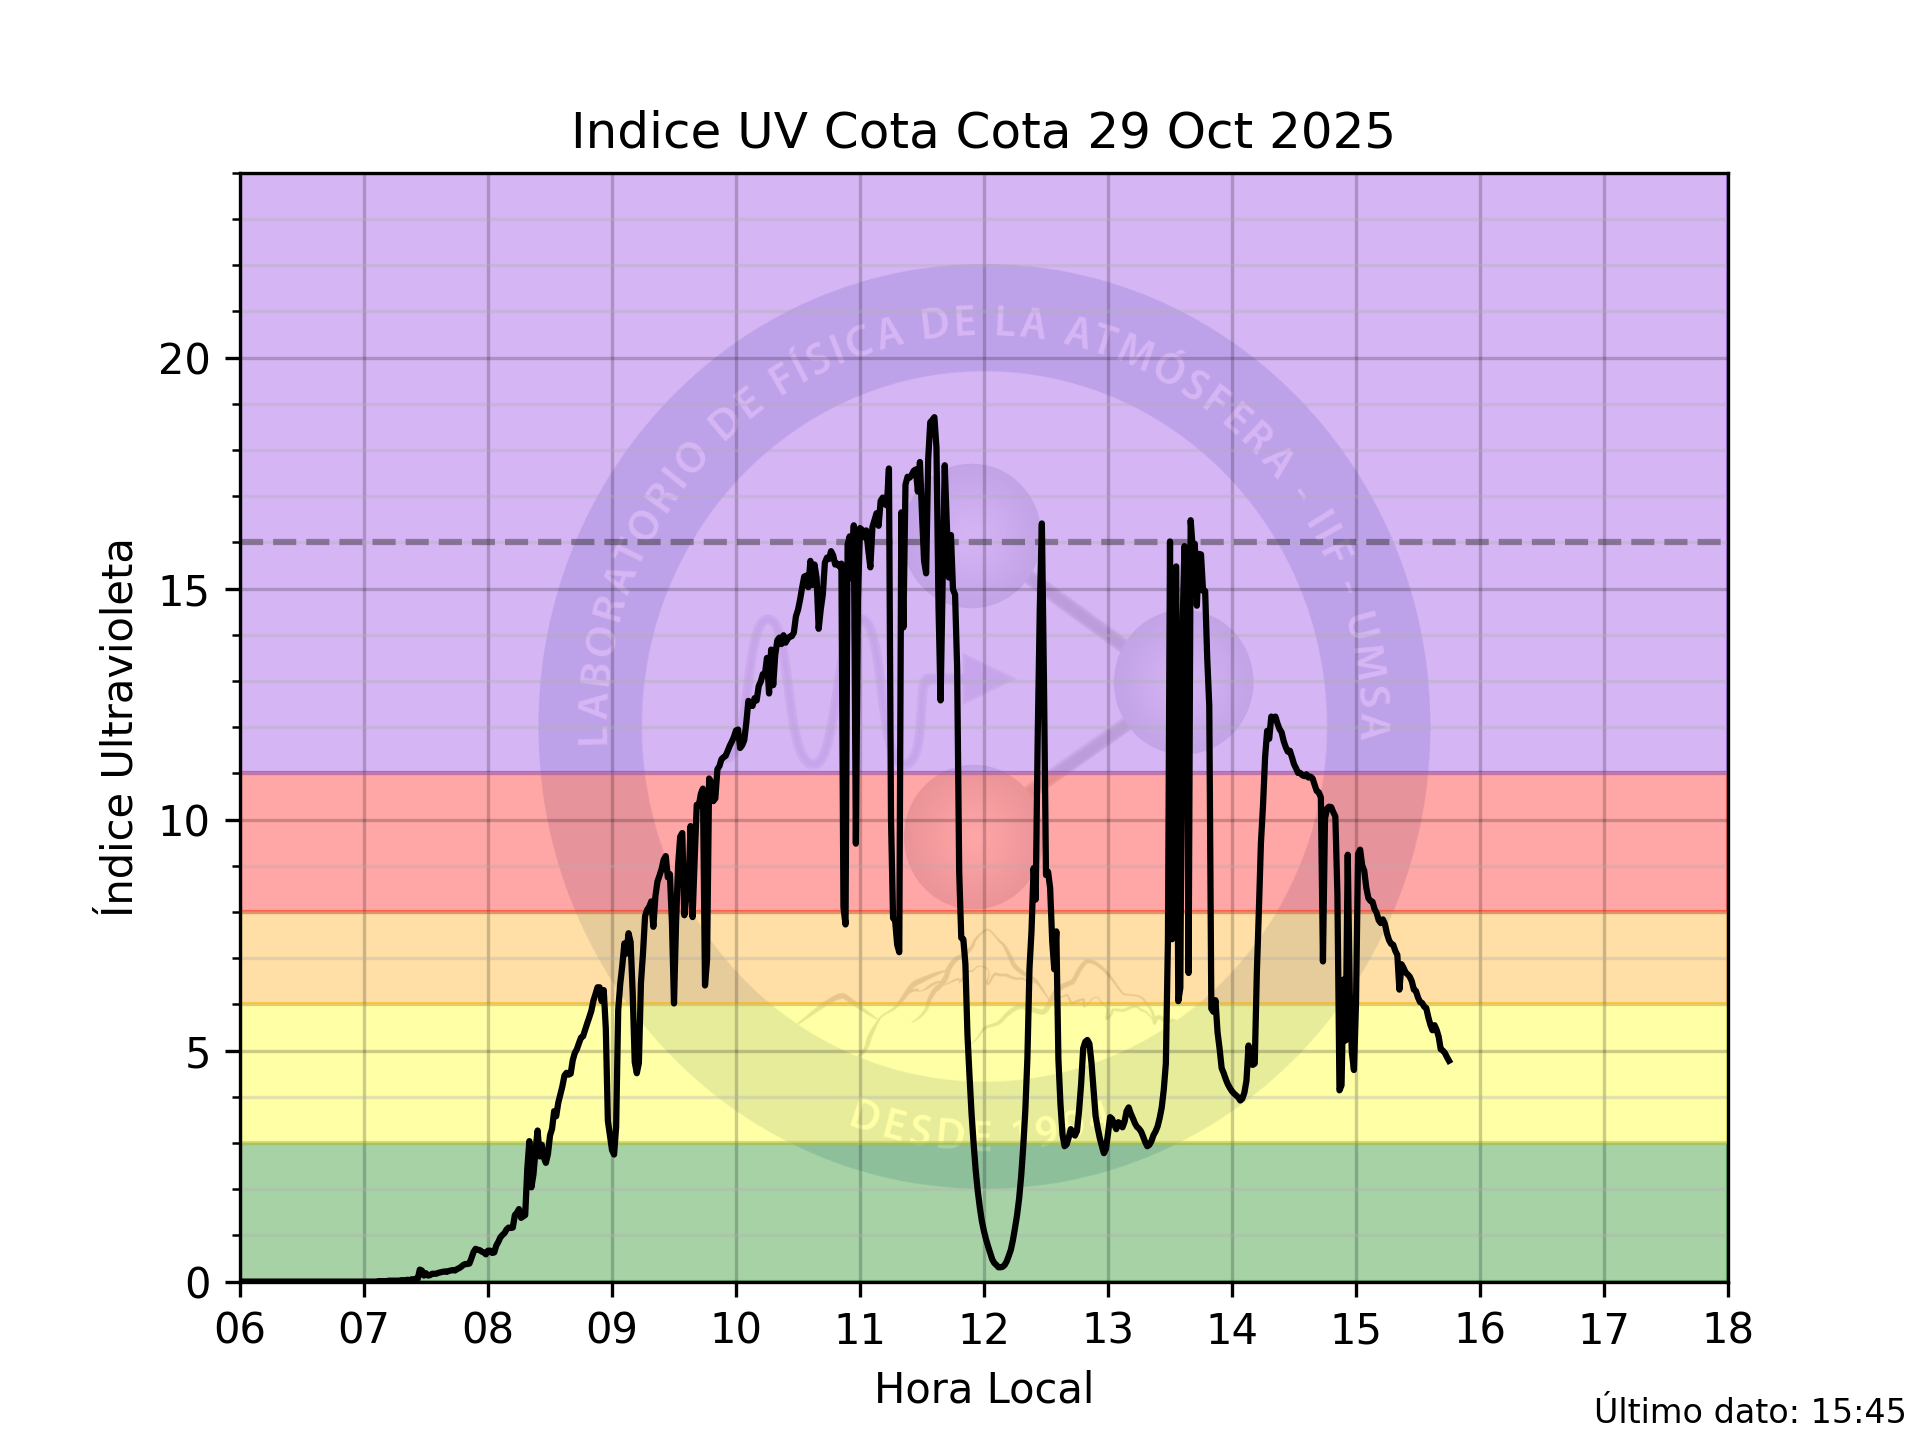 Indice UV Cota Cota 29 Oct 2025
LABORATORIO DE FÍSICA DE LA ATMÓSFERA - IIF - UMSA
20
15
10
5
0
Índice Ultravioleta
DESDE
06 07 08 09 10 11 12 13 14 15 16 17 18
Hora Local
Último dato: 15:45